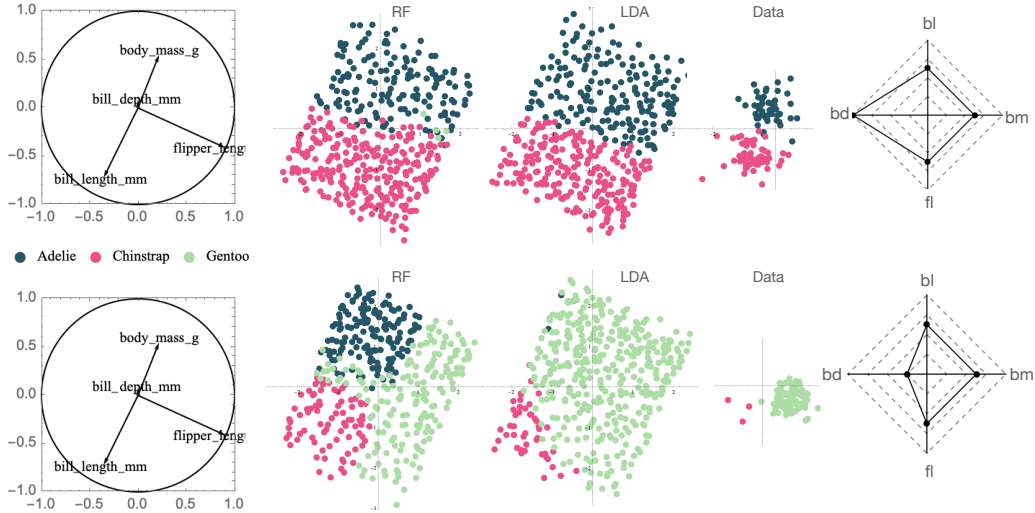 RF
LDA
Data
1.0
0.5
0.0
−0.5
−1.0
−1.0
−0.5
0.0
0.5
1.0
body_mass_g
bill_depth_mm
flipper_leng
bill_length_mm
bl
bd
bm
fl
Adelie
Chinstrap
Gentoo
RF
LDA
Data
1.0
0.5
0.0
−0.5
−1.0
−1.0
−0.5
0.0
0.5
1.0
body_mass_g
bill_depth_mm
flipper_leng
bill_length_mm
bl
bd
bm
fl